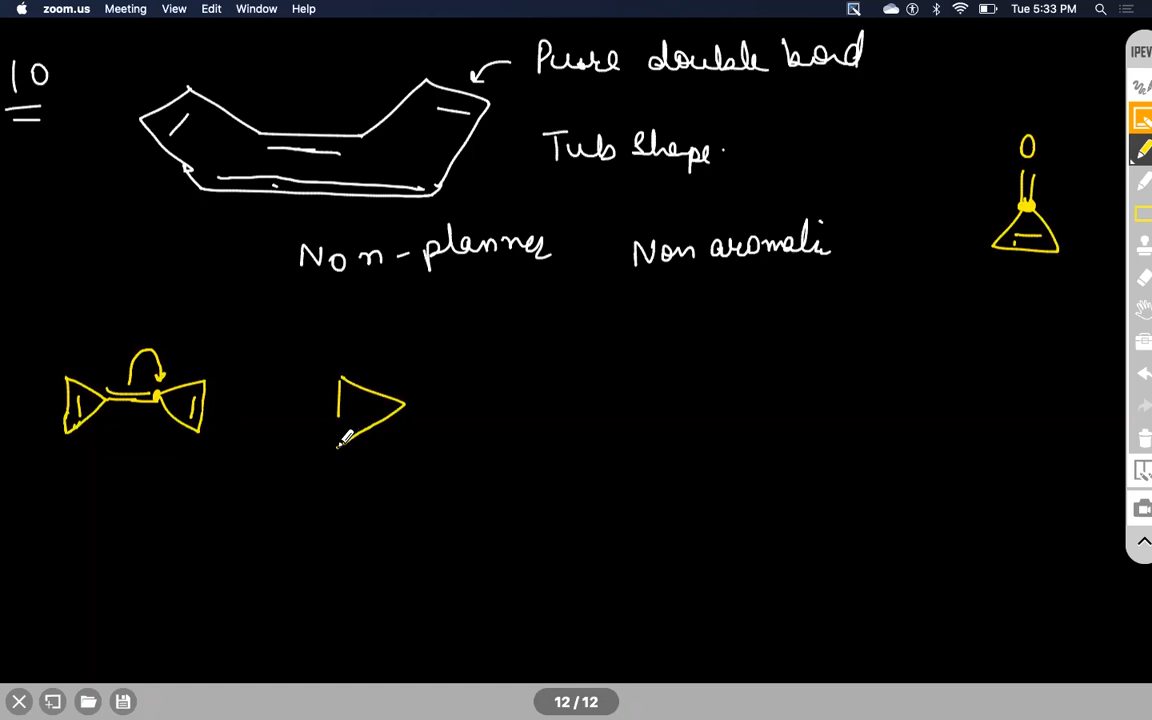 zoom.us Meeting View Edit Window Help Tue 5:33 PM
IPEV
10
Pure double bond
Tub Shape.
O
Non-planner Non aromatic
12/12